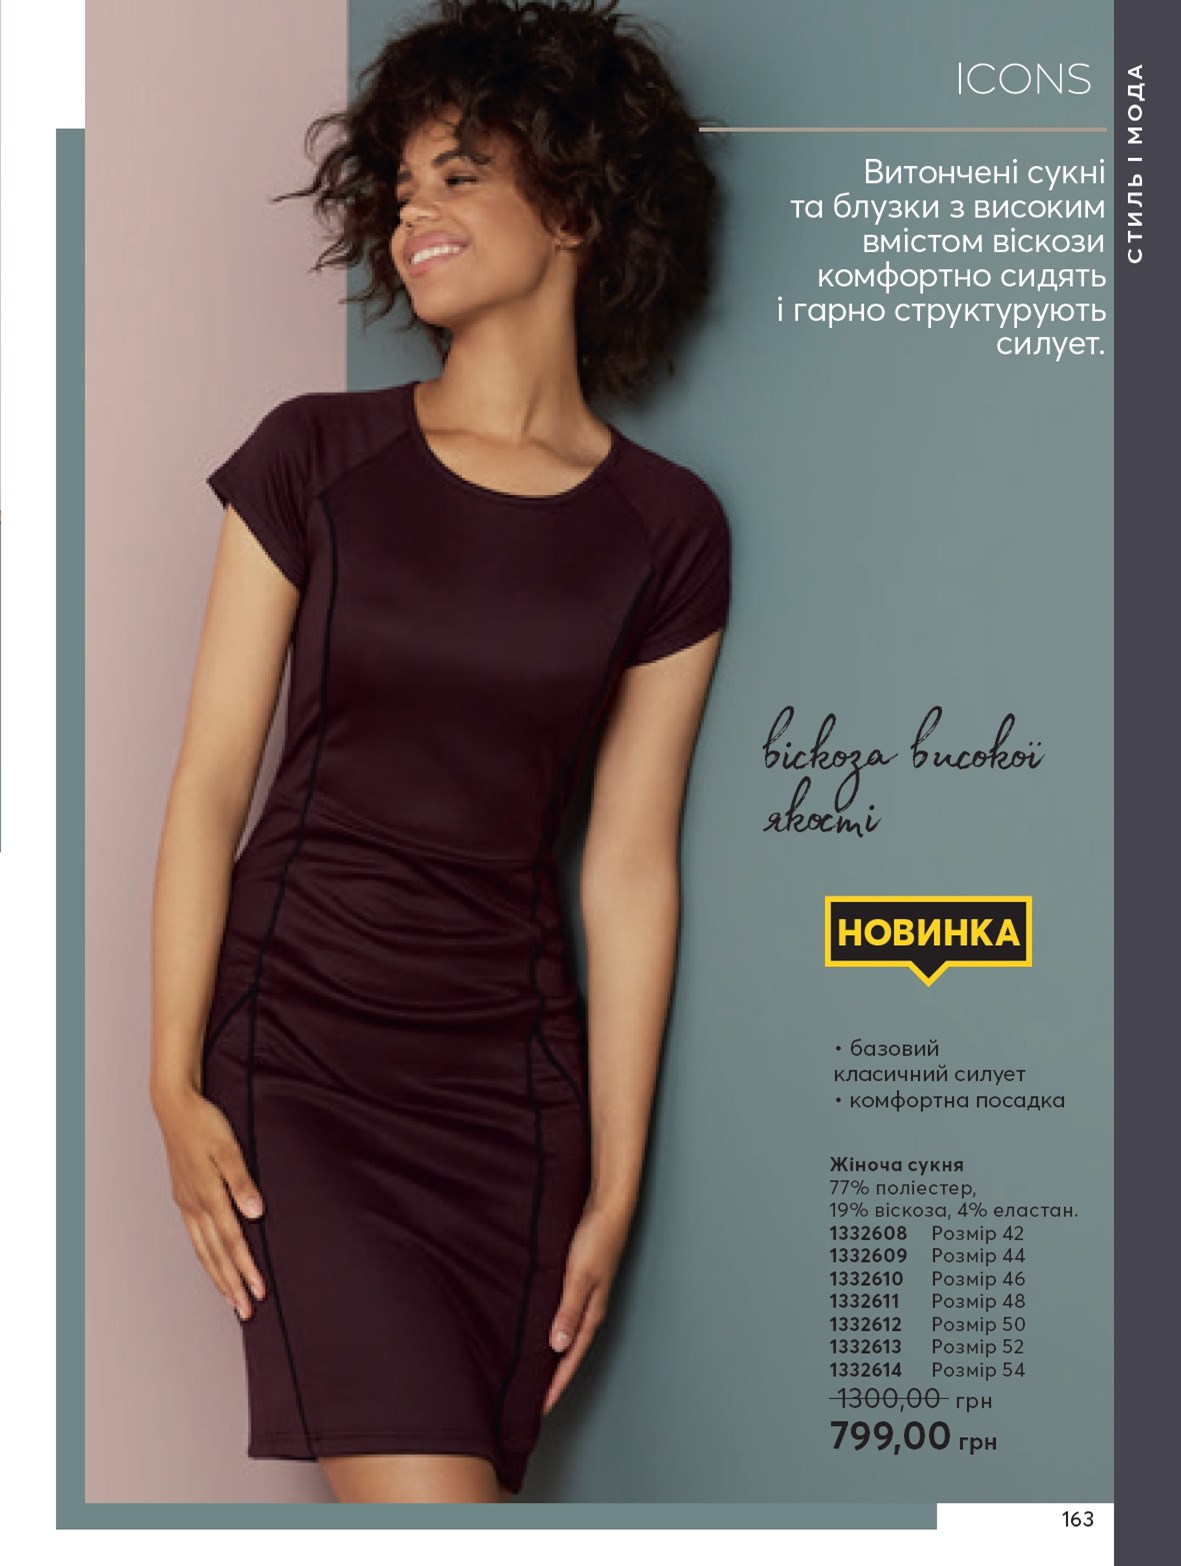 ICONS
СТИЛЬ І МОДА
Витончені сукні
та блузки з високим
вмістом віскози
комфортно сидять
і гарно структурують
силует.
віскоза високої
якості
НОВИНКА
• базовий
класичний силует
• комфортна посадка
Жіноча сукня
77% поліестер,
19% віскоза, 4% еластан.
1332608 Розмір 42
1332609 Розмір 44
1332610 Розмір 46
1332611 Розмір 48
1332612 Розмір 50
1332613 Розмір 52
1332614 Розмір 54
1300,00 грн
799,00 грн
163